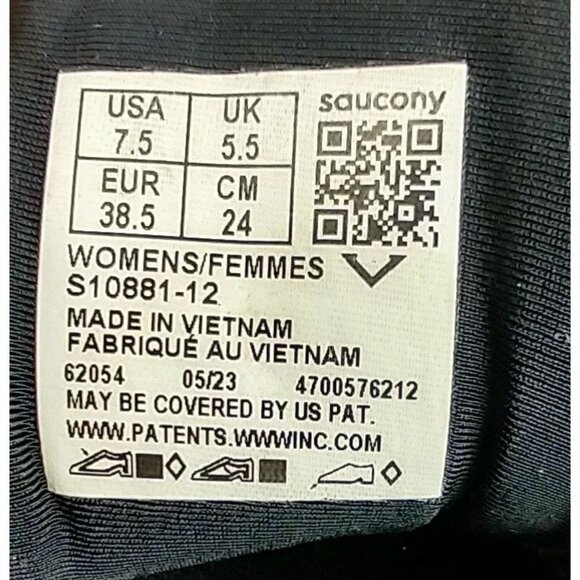 USA UK saucony
7.5 5.5
EUR CM
38.5 24
WOMENS/FEMMES
S10881-12
MADE IN VIETNAM
FABRIQUÉ AU VIETNAM
62054 05/23 4700576212
MAY BE COVERED BY US PAT.
WWW.PATENTS.WWWINC.COM